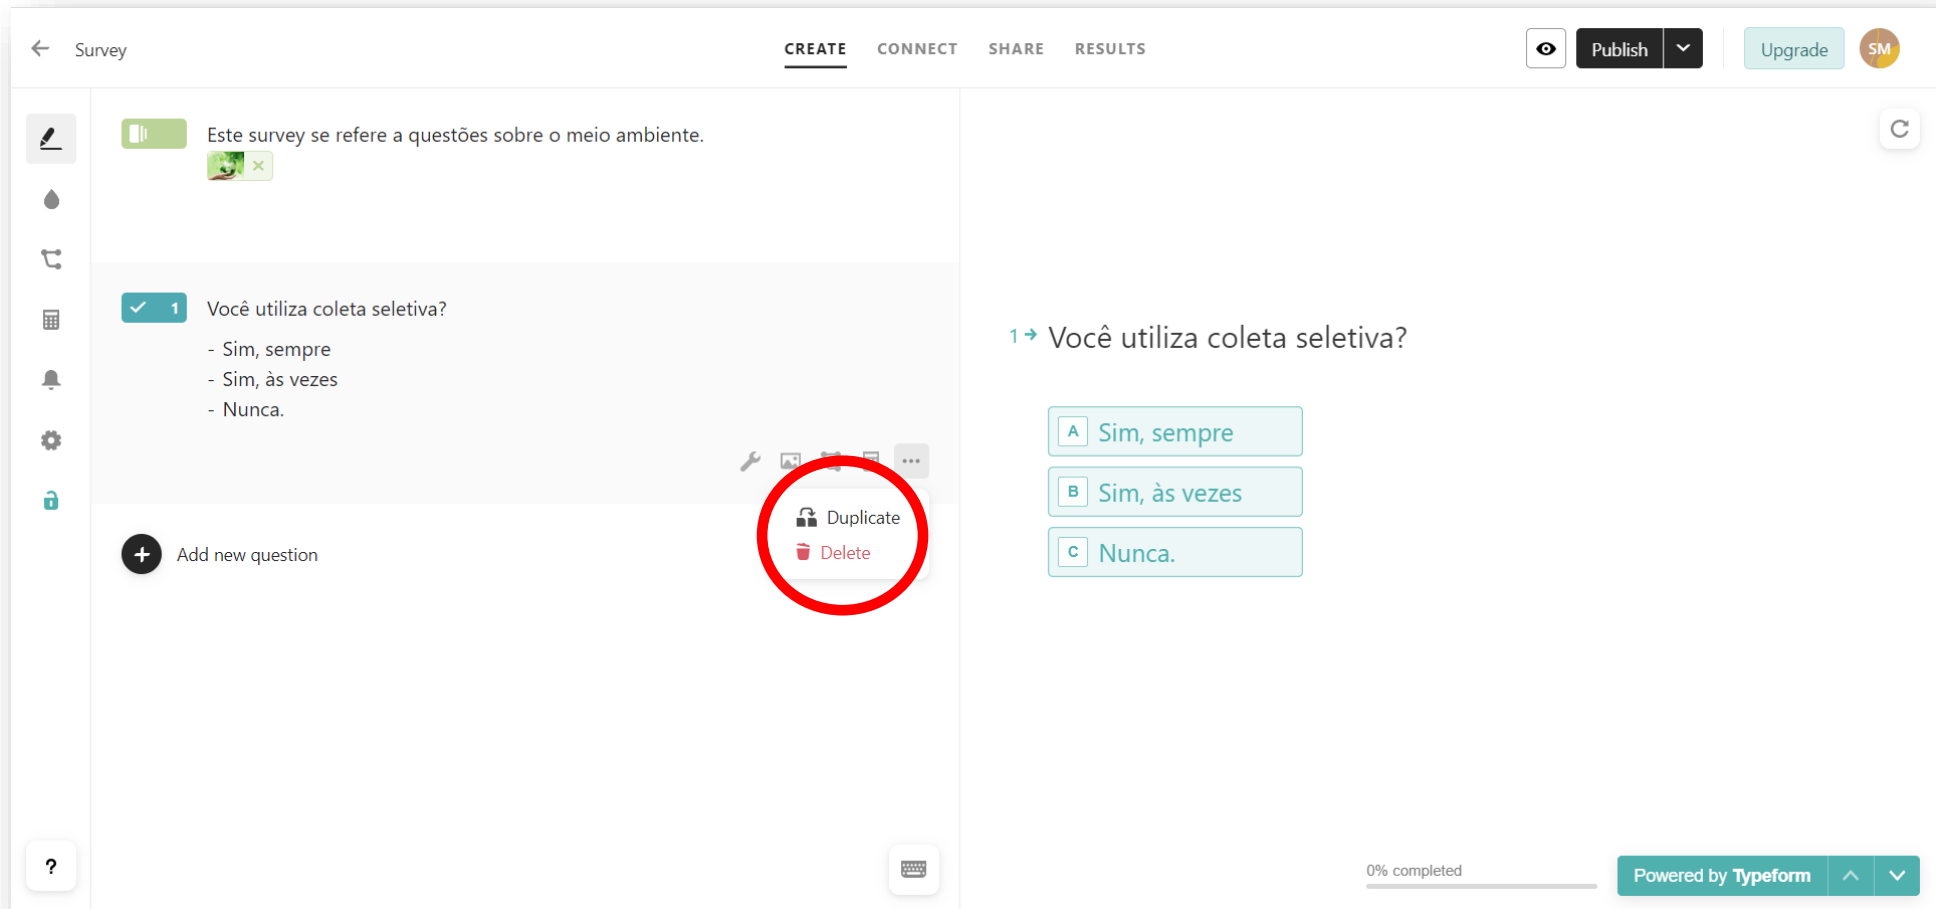 Survey
CREATE CONNECT SHARE RESULTS
Publish
Upgrade
SM
Este survey se refere a questões sobre o meio ambiente.
1 Você utiliza coleta seletiva?
- Sim, sempre
- Sim, às vezes
- Nunca.
Duplicate
Delete
+ Add new question
?
1 → Você utiliza coleta seletiva?
A Sim, sempre
B Sim, às vezes
C Nunca.
0% completed
Powered by Typeform